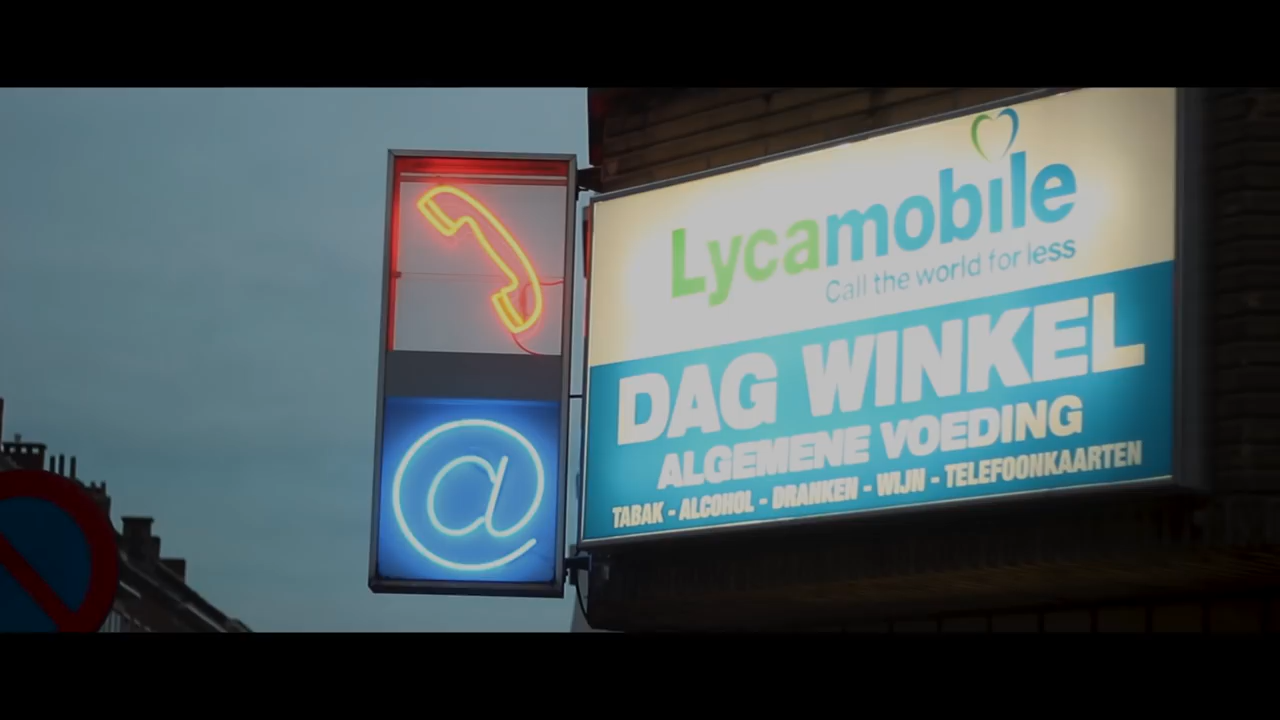 @
Lycamobile
Call the world for less
DAG WINKEL
ALGEMENE VOEDING
TABAK - ALCOHOL - DRANKEN - WIJN - TELEFOONKAARTEN